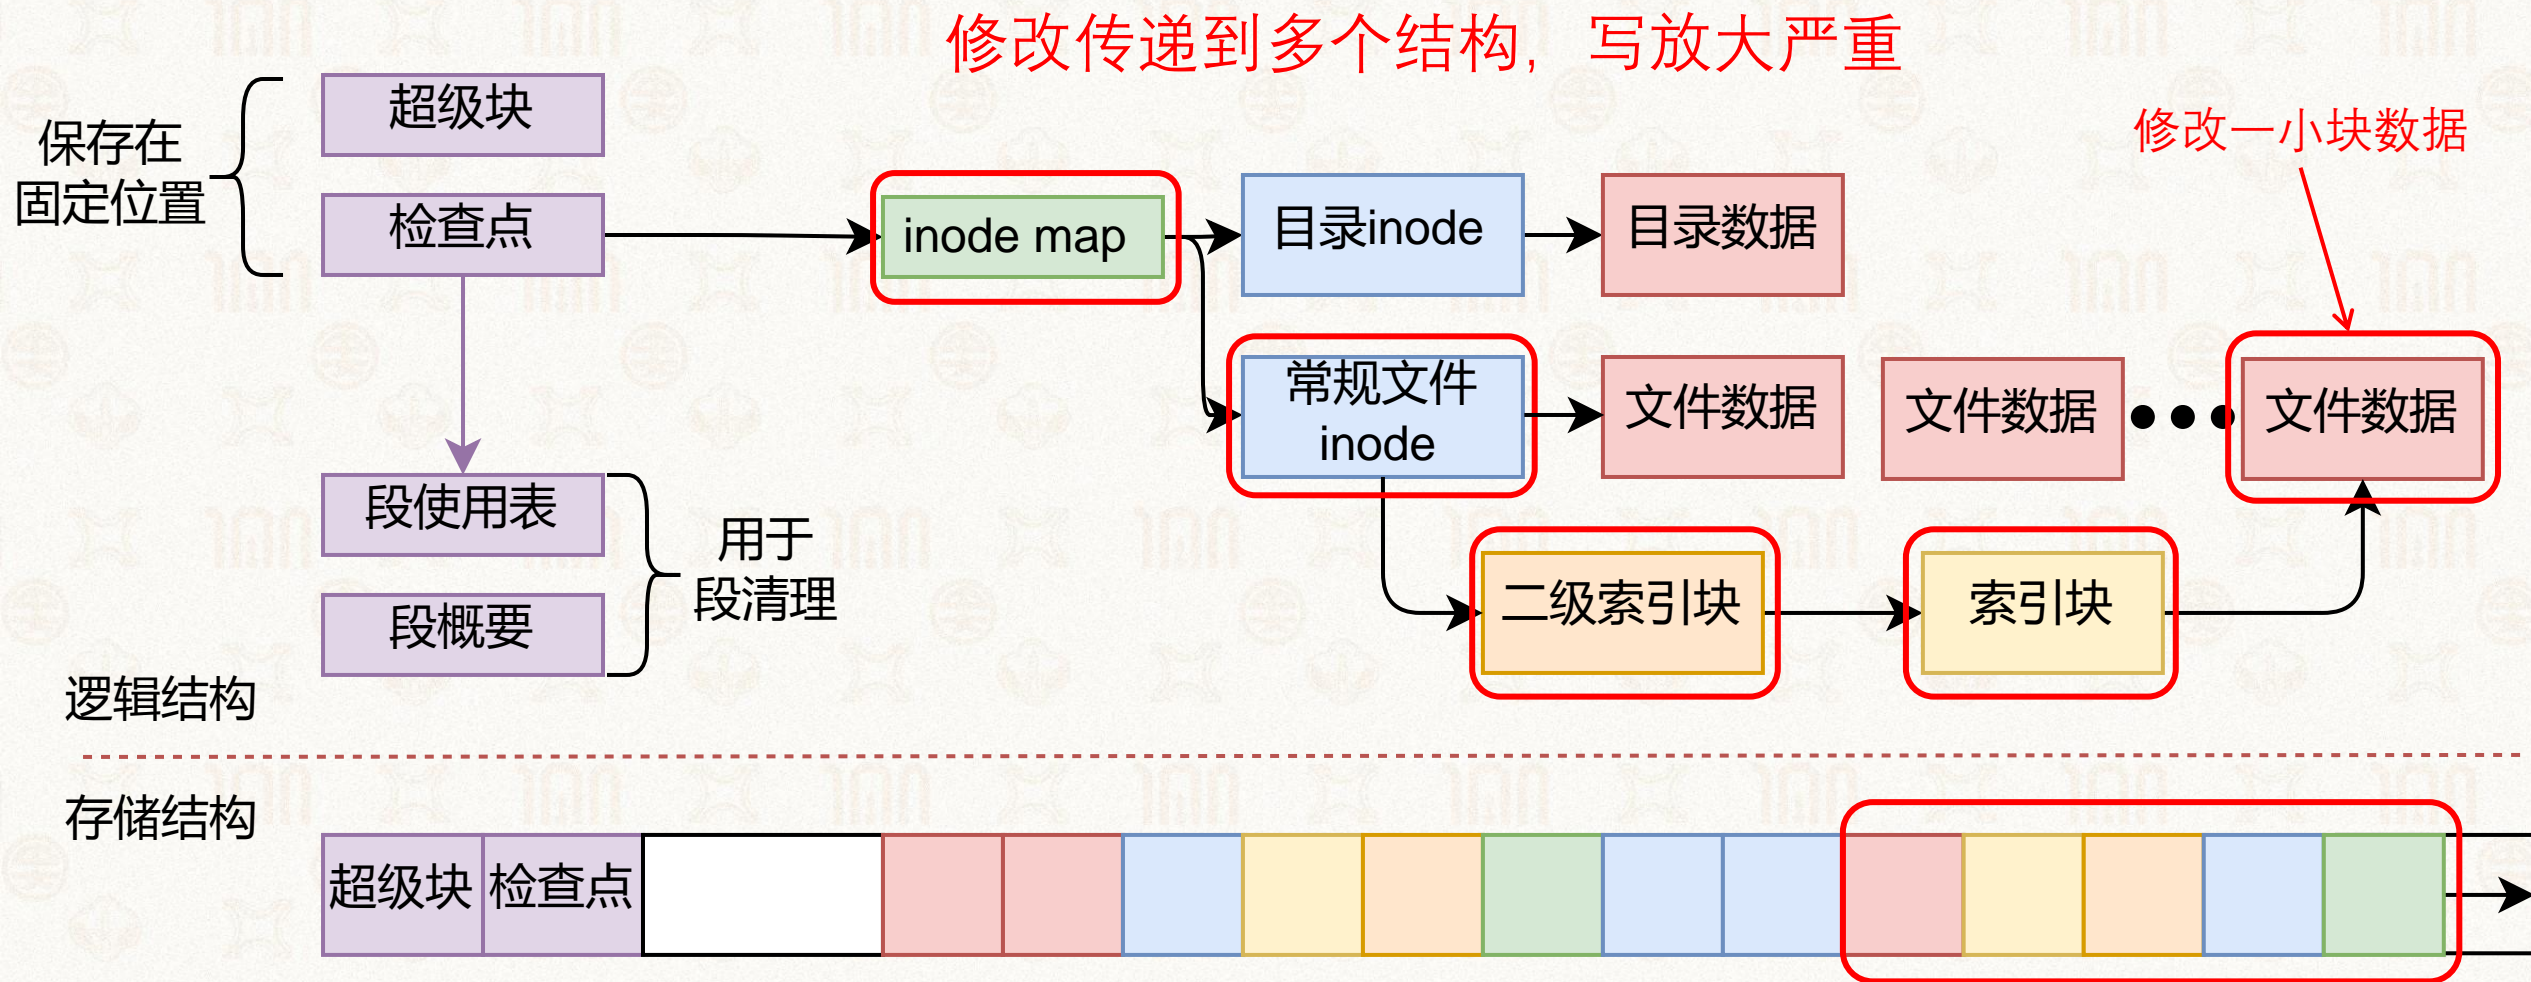 修改传递到多个结构， 写放大严重
修改一小块数据
保存在
固定位置
超级块
检查点
inode map
目录inode
目录数据
常规文件
inode
文件数据
文件数据
文件数据
段使用表
段概要
用于
段清理
二级索引块
索引块
逻辑结构
存储结构
超级块
检查点